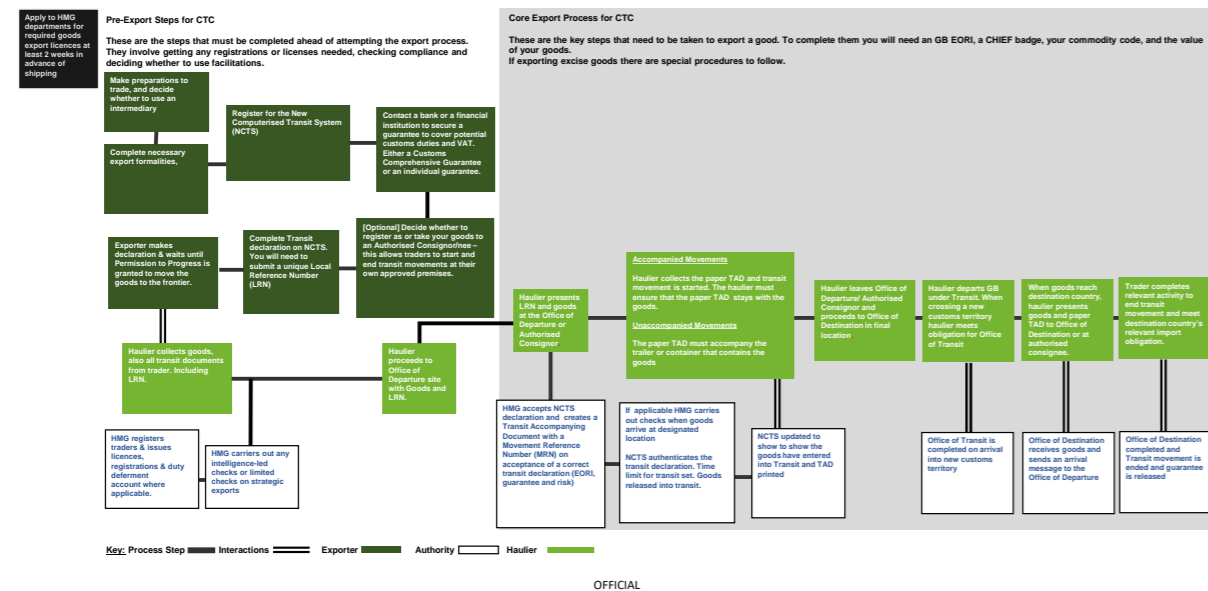 Apply to HMG
departments for
required goods
export licences at
least 2 weeks in
advance of
shipping
Pre-Export Steps for CTC
These are the steps that must be completed ahead of attempting the export process.
They involve getting any registrations or licenses needed, checking compliance and
deciding whether to use facilitations.
Core Export Process for CTC
These are the key steps that need to be taken to export a good. To complete them you will need an GB EORI, a CHIEF badge, your commodity code, and the value
of your goods.
If exporting excise goods there are special procedures to follow.
Make preparations to
trade, and decide
whether to use an
intermediary
Complete necessary
export formalities,
Register for the New
Computerised Transit System
(NCTS)
Contact a bank or a financial
institution to secure a
guarantee to cover potential
customs duties and VAT.
Either a Customs
Comprehensive Guarantee
or an individual guarantee.
[Optional] Decide whether to
register as or take your goods to
an Authorised Consignor/nee –
this allows traders to start and
end transit movements at their
own approved premises.
Complete Transit
declaration on NCTS.
You will need to
submit a unique Local
Reference Number
(LRN)
Exporter makes
declaration & waits until
Permission to Progress is
granted to move the
goods to the frontier.
Haulier collects goods,
also all transit documents
from trader. Including
LRN.
Haulier
proceeds to
Office of
Departure site
with Goods and
LRN.
HMG registers
traders & issues
licences,
registrations & duty
deferment
account where
applicable.
HMG carriers out any
intelligence-led
checks or limited
checks on strategic
exports
Haulier presents
LRN and goods
at the Office of
Departure or
Authorised
Consignor
Accompanied Movements
Haulier collects the paper TAD and transit
movement is started. The haulier must
ensure that the paper TAD stays with the
goods.
Unaccompanied Movements
The paper TAD must accompany the
trailer or container that contains the
goods
Haulier leaves Office of
Departure/ Authorised
Consignor and
proceeds to Office of
Destination in final
location
Haulier departs GB
under Transit. When
crossing a new
customs territory
haulier meets
obligation for Office
of Transit
When goods reach
destination country,
haulier presents
goods and paper
TAD to Office of
Destination or at
authorised
consignee.
Trader completes
relevant activity to
end transit
movement and meet
destination country's
relevant import
obligation.
HMG accepts NCTS
declaration and creates a
Transit Accompanying
Document with a
Movement Reference
Number (MRN) on
acceptance of a correct
transit declaration (EORI,
guarantee and risk)
If applicable HMG carries
out checks when goods
arrive at designated
location
NCTS authenticates the
transit declaration. Time
limit for transit set. Goods
released into transit.
NCTS updated to
show to show the
goods have entered
into Transit and TAD
printed
Office of Transit is
completed on arrival
into new customs
territory
Office of Destination
receives goods and
sends an arrival
message to the
Office of Departure
Office of Destination
completed and
Transit movement is
ended and guarantee
is released
Key: Process Step Interactions Exporter Authority Haulier
OFFICIAL